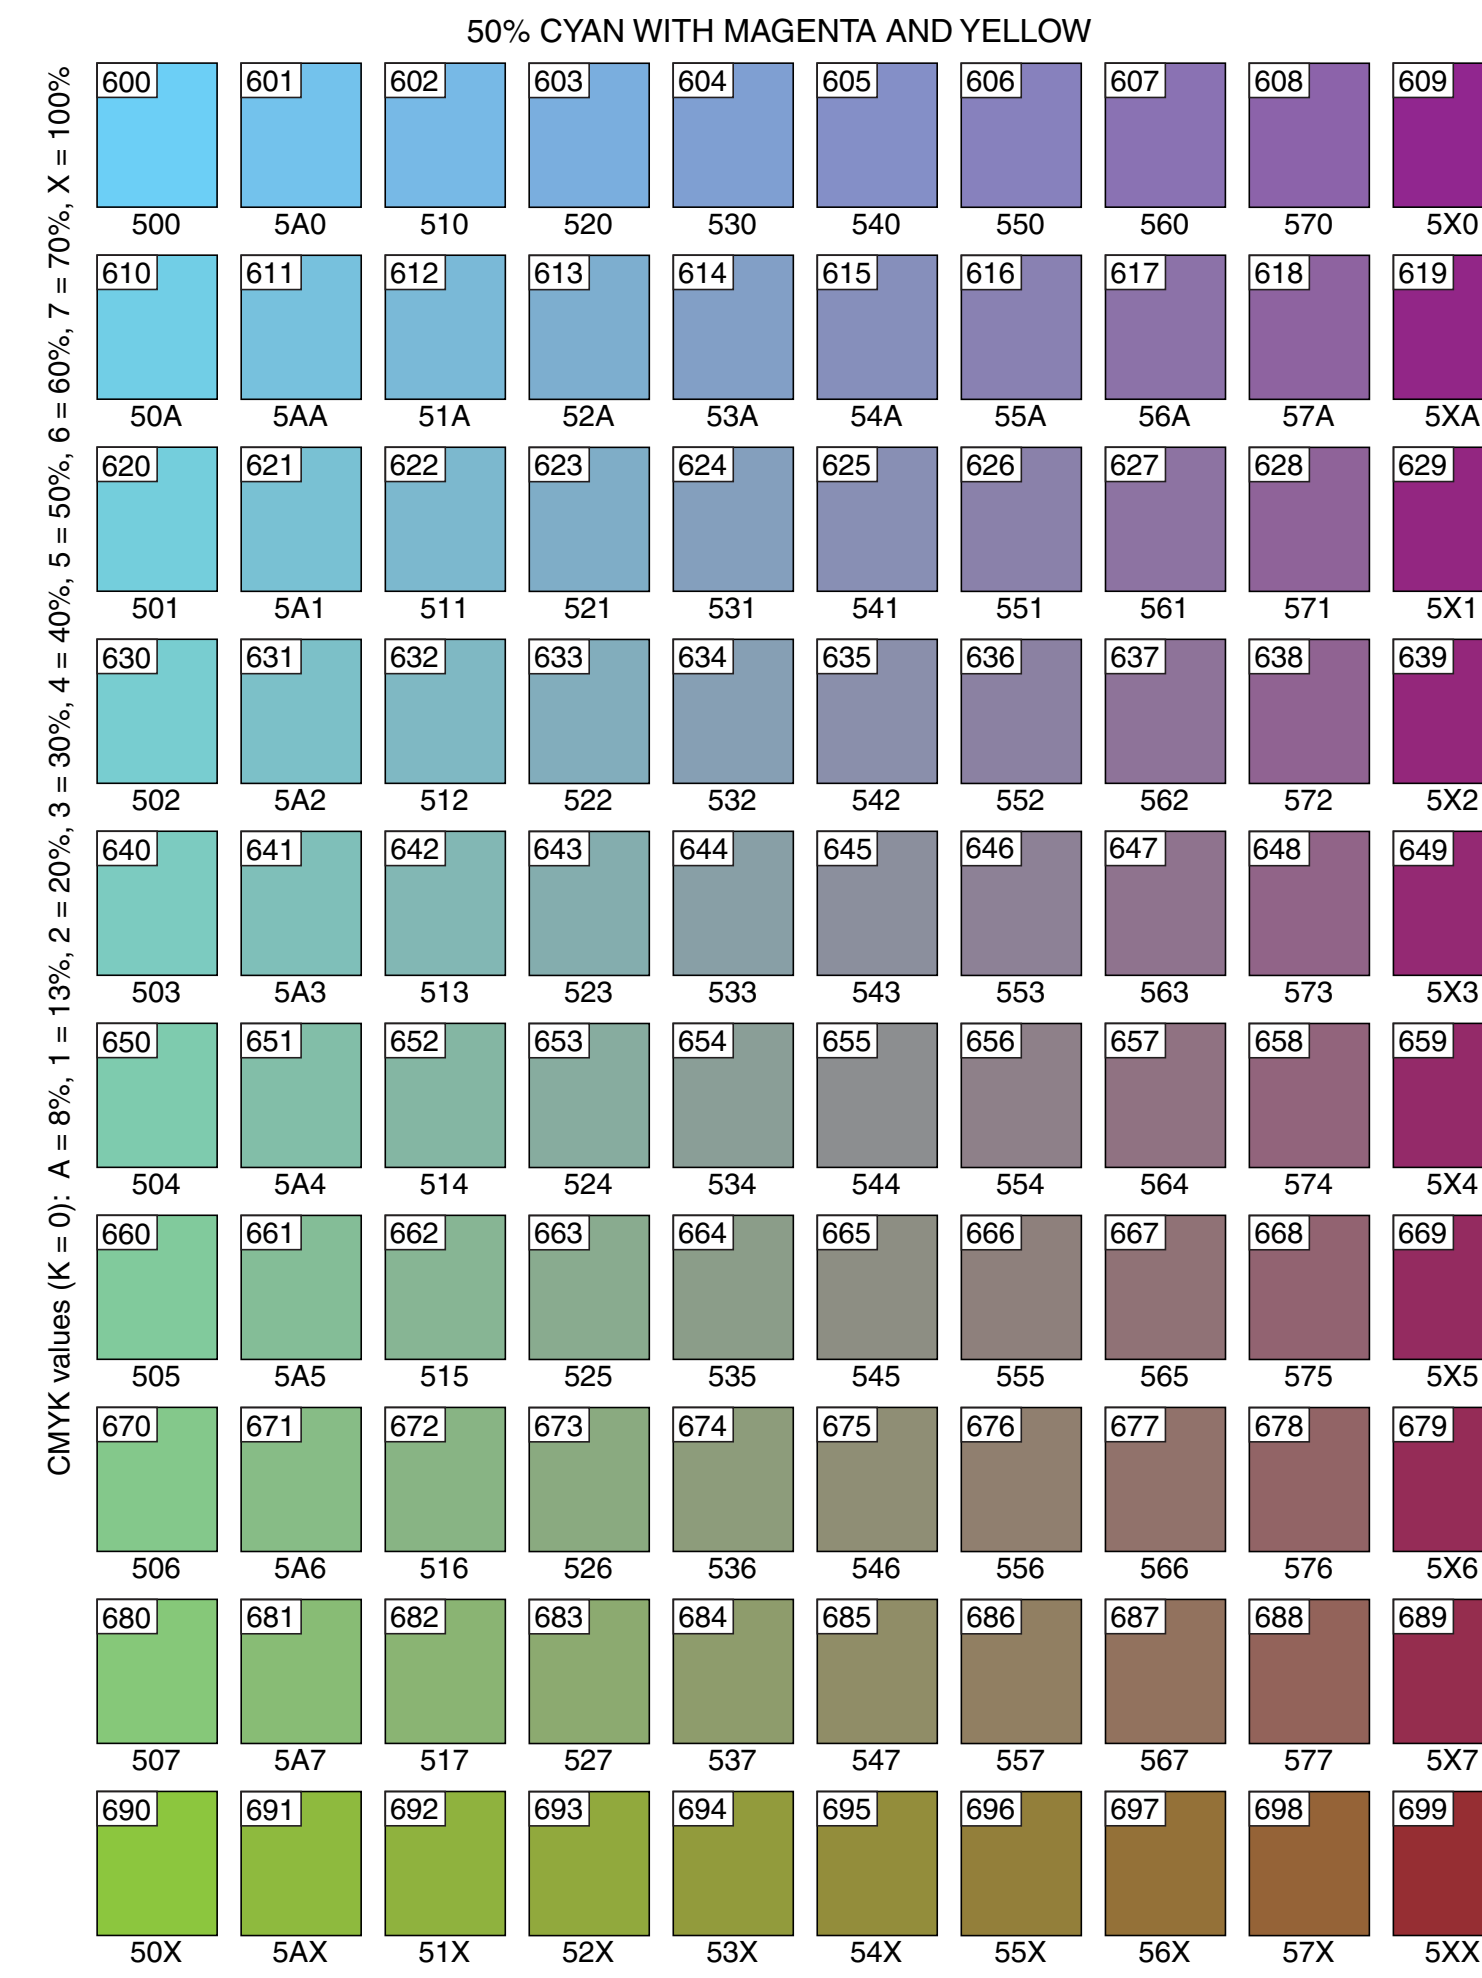 50% CYAN WITH MAGENTA AND YELLOW
CMYK values (K = 0): A = 8%, 1 = 13%, 2 = 20%, 3 = 30%, 4 = 40%, 5 = 50%, 6 = 60%, 7 = 70%, X = 100%
600 601 602 603 604 605 606 607 608 609
500 5A0 510 520 530 540 550 560 570 5X0
610 611 612 613 614 615 616 617 618 619
50A 5AA 51A 52A 53A 54A 55A 56A 57A 5XA
620 621 622 623 624 625 626 627 628 629
501 5A1 511 521 531 541 551 561 571 5X1
630 631 632 633 634 635 636 637 638 639
502 5A2 512 522 532 542 552 562 572 5X2
640 641 642 643 644 645 646 647 648 649
503 5A3 513 523 533 543 553 563 573 5X3
650 651 652 653 654 655 656 657 658 659
504 5A4 514 524 534 544 554 564 574 5X4
660 661 662 663 664 665 666 667 668 669
505 5A5 515 525 535 545 555 565 575 5X5
670 671 672 673 674 675 676 677 678 679
506 5A6 516 526 536 546 556 566 576 5X6
680 681 682 683 684 685 686 687 688 689
507 5A7 517 527 537 547 557 567 577 5X7
690 691 692 693 694 695 696 697 698 699
50X 5AX 51X 52X 53X 54X 55X 56X 57X 5XX